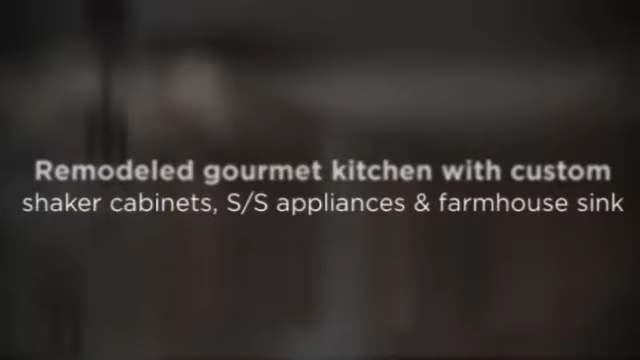 Remodeled gourmet kitchen with custom
shaker cabinets, S/S appliances & farmhouse sink